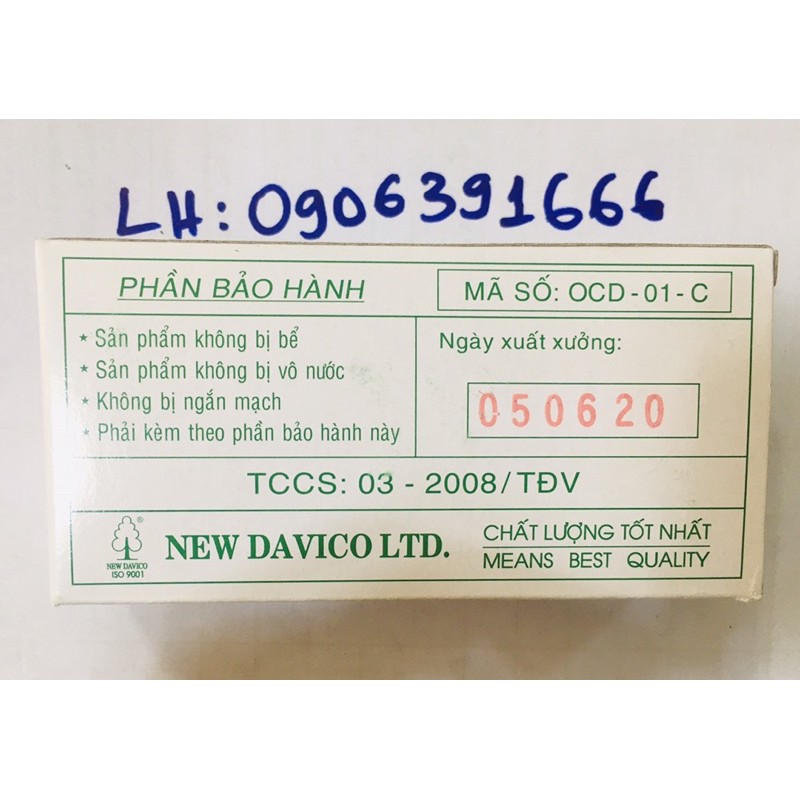 LH: 0906391666
PHẦN BẢO HÀNH
MÃ SỐ: OCD - 01 - C
* Sản phẩm không bị bể
* Sản phẩm không bị vô nước
* Không bị ngắn mạch
* Phải kèm theo phần bảo hành này
Ngày xuất xưởng:
050620
TCCS: 03 - 2008/TĐV
®
NEW DAVICO
ISO 9001
NEW DAVICO LTD.
CHẤT LƯỢNG TỐT NHẤT
MEANS BEST QUALITY